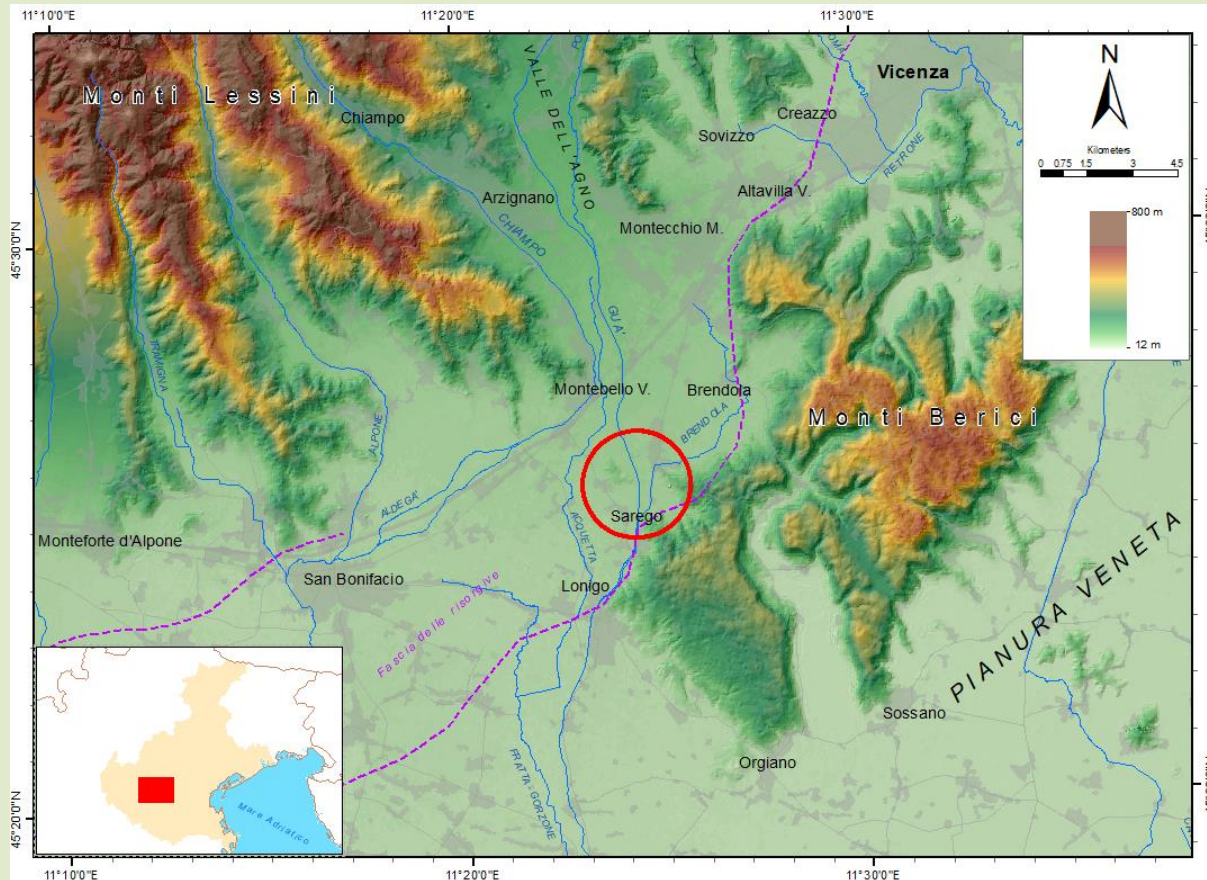 11°10'0"E
11°20'0"E
11°30'0"E
Monti Lessini
Chiampo
VALLE DELL'AGNO
Vicenza
Creazzo
Sovizzo
RETRONE
Arzignano
Altavilla V.
CHIAMPO
Montecchio M.
N
Kilometers
0 0.75 1.5 3 4.5
800 m
12 m
45°30'0"N
GUA'
TRAMIGNA
Montebello V.
Brendola
ALPONE
BRENDOLA
Monti Berici
ALDEGA'
Sarego
ACQUETTA
Monteforte d'Alpone
San Bonifacio
Lonigo
Fascia delle risorgive
PIANURA VENETA
Sossano
Orgiano
FRATTA-GORZONE
Mare Adriatico
45°20'0"N
11°10'0"E
11°20'0"E
11°30'0"E